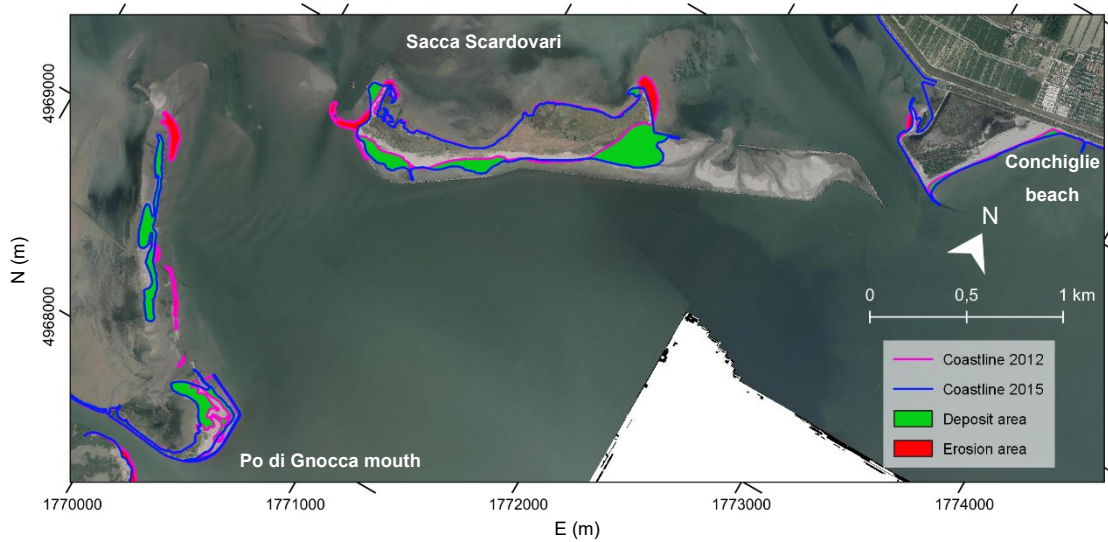 Sacca Scardovari
4969000
Conchiglie
beach
N
N (m)
0 0,5 1 km
4968000
Coastline 2012
Coastline 2015
Deposit area
Erosion area
Po di Gnocca mouth
1770000 1771000 1772000 1773000 1774000
E (m)